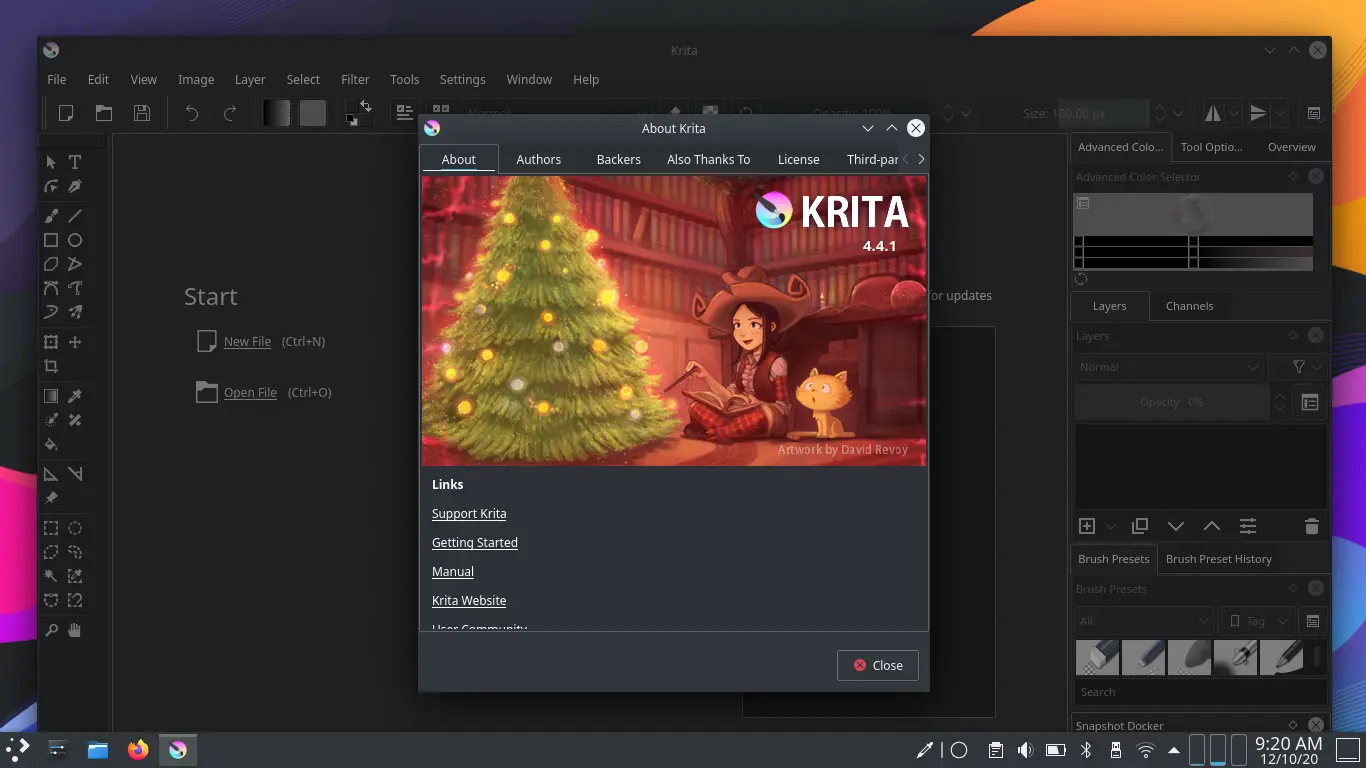 Krita
File Edit View Image Layer Select Filter Tools Settings Window Help
Normal
Opacity: 100%
Size: 100.00 px
About Krita
About Authors Backers Also Thanks To License Third-par
KRITA
4.4.1
Artwork by David Revoy
Links
Support Krita
Getting Started
Manual
Krita Website
User Community
Close
Start
New File (Ctrl+N)
Open File (Ctrl+O)
for updates
Advanced Colo... Tool Optio... Overview
Advanced Color Selector
Layers Channels
Layers
Normal
Opacity: 0%
Brush Presets Brush Preset History
Brush Presets
All Tag
Search
Snapshot Docker
9:20 AM
12/10/20